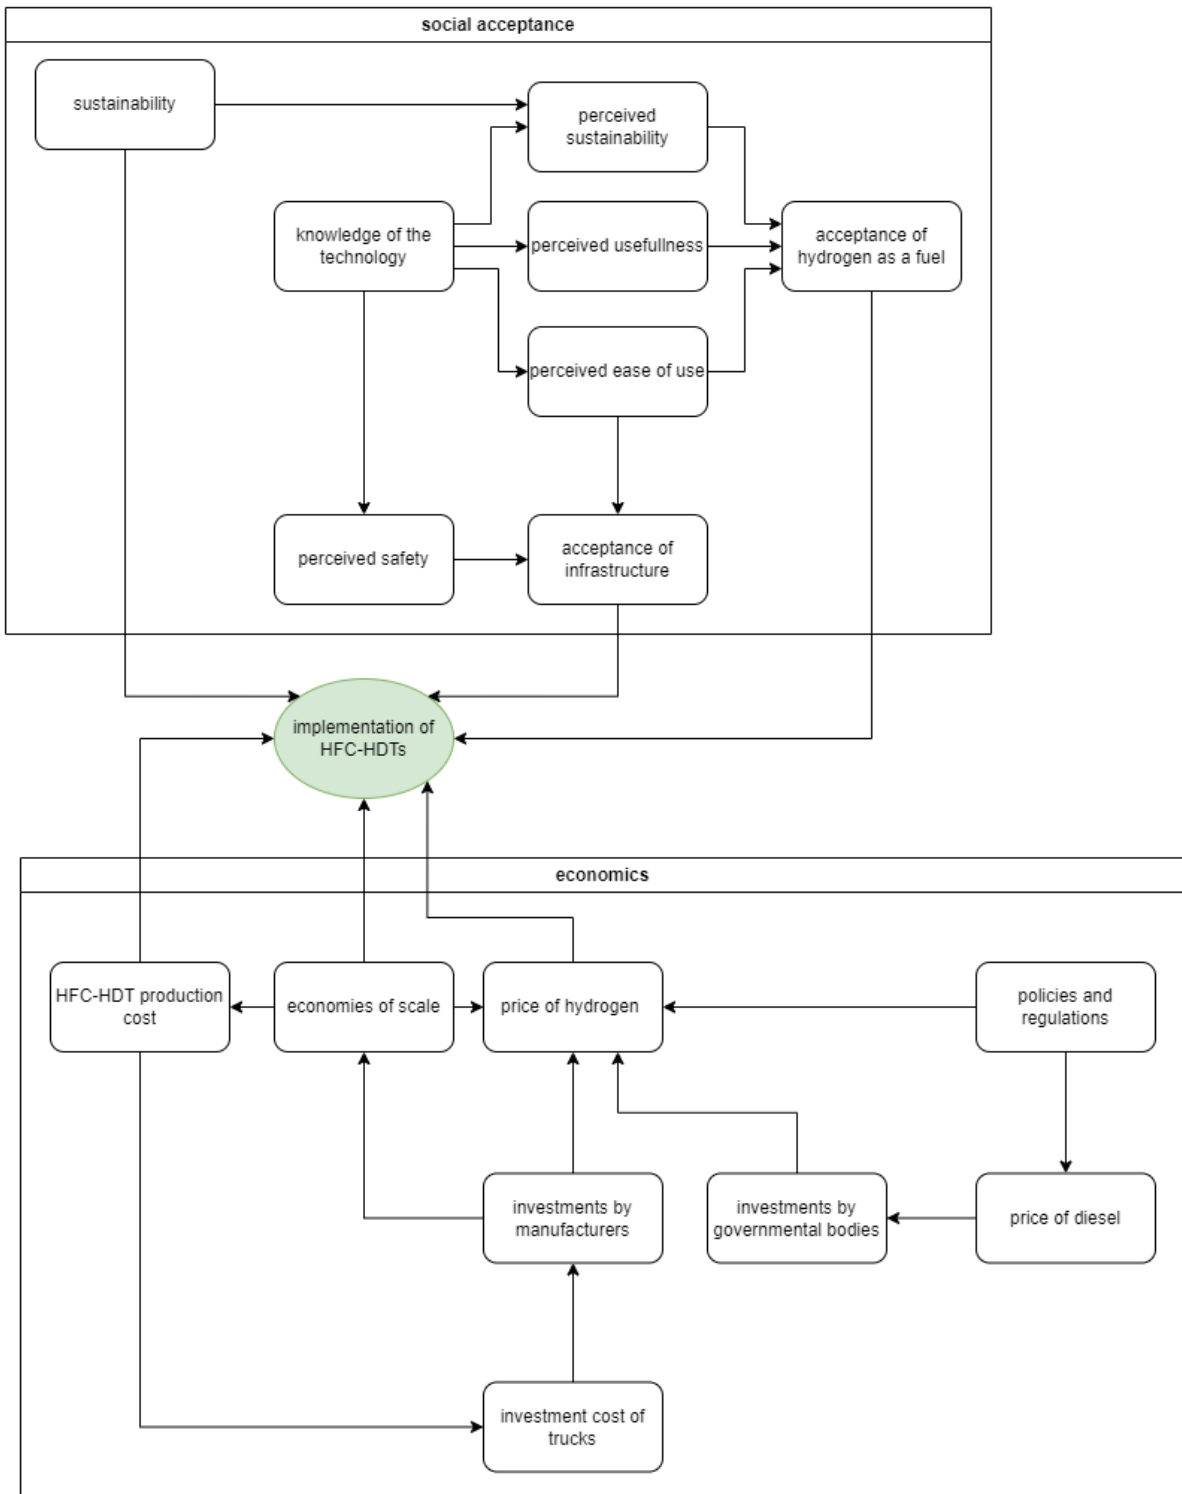 social acceptance
sustainability
perceived
sustainability
knowledge of the
technology
perceived usefullness
acceptance of
hydrogen as a fuel
perceived ease of use
perceived safety
acceptance of
infrastructure
implementation of
HFC-HDTs
economics
HFC-HDT production
cost
economies of scale
price of hydrogen
policies and
regulations
investments by
manufacturers
investments by
governmental bodies
price of diesel
investment cost of
trucks